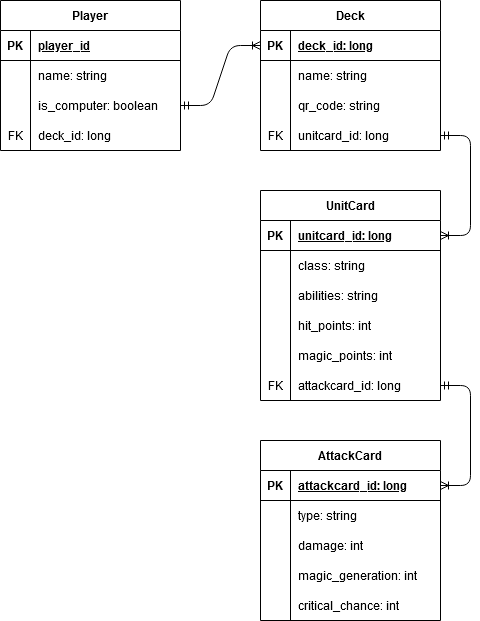 Player
PK player_id
name: string
is_computer: boolean
FK deck_id: long
Deck
PK deck_id: long
name: string
qr_code: string
FK unitcard_id: long
UnitCard
PK unitcard_id: long
class: string
abilities: string
hit_points: int
magic_points: int
FK attackcard_id: long
AttackCard
PK attackcard_id: long
type: string
damage: int
magic_generation: int
critical_chance: int